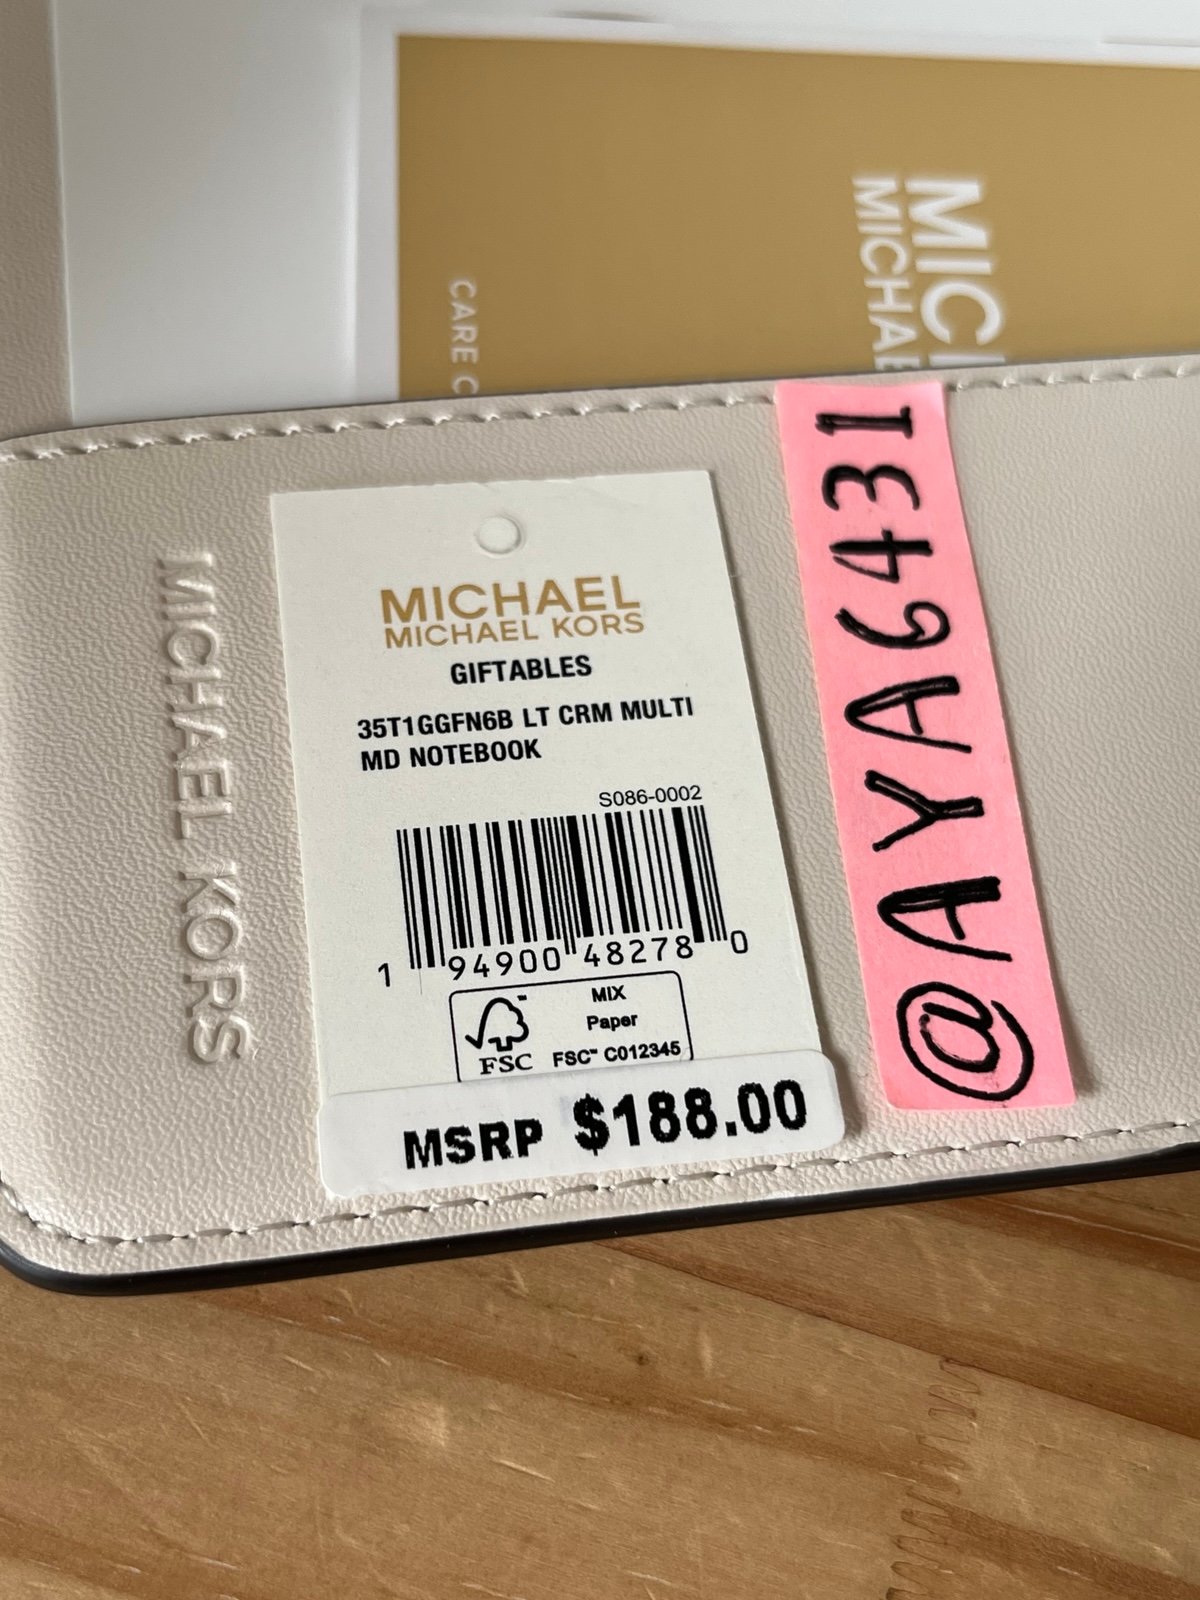 MIC
MICHAE
CARE C
MICHAEL KORS
MICHAEL
MICHAEL KORS
GIFTABLES
35T1GGFN6B LT CRM MULTI
MD NOTEBOOK
S086-0002
1 94900 48278 0
MIX
Paper
FSC™ C012345
FSC
MSRP $188.00
@AYA6431